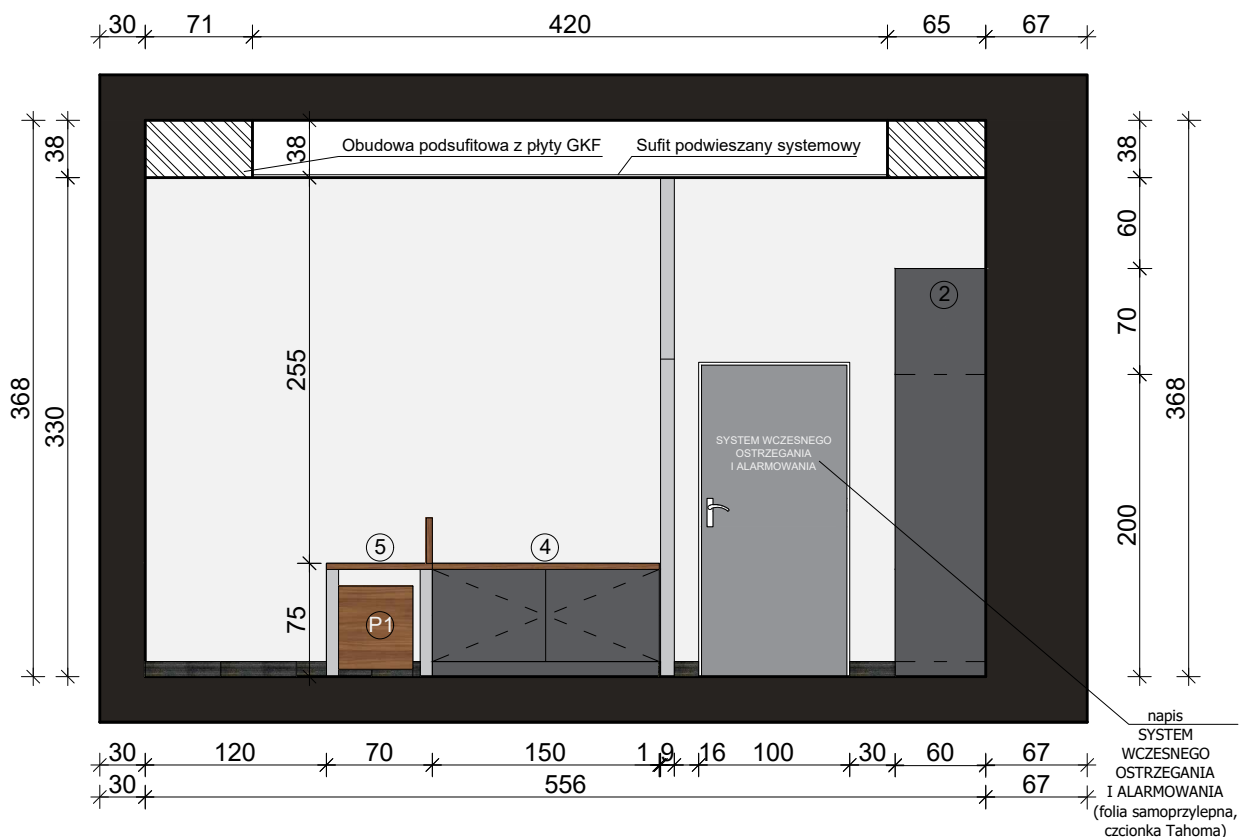 30 71 420 65 67
Obudowa podsufitowa z płyty GKF
Sufit podwieszany systemowy
38
38
38
60
2
70
255
368
330
368
SYSTEM WCZESNEGO
OSTRZEGANIA
I ALARMOWANIA
200
5
4
75
P1
napis
SYSTEM
WCZESNEGO
OSTRZEGANIA
I ALARMOWANIA
(folia samoprzylepna,
czcionka Tahoma)
30 120 70 150 1 9 16 100 30 60 67
30 556 67